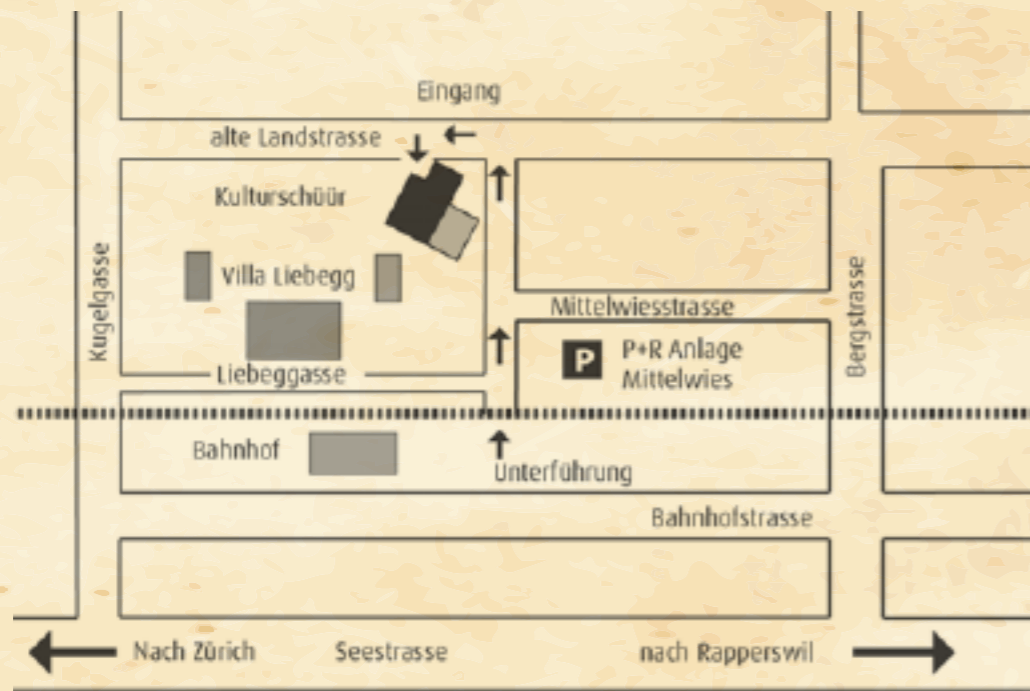 Eingang
alte Landstrasse
Kulturschüür
Villa Liebegg
Kugelgasse
Mittelwiesstrasse
Bergstrasse
P
P+R Anlage
Mittelwies
Liebeggasse
Bahnhof
Unterführung
Bahnhofstrasse
Nach Zürich
Seestrasse
nach Rapperswil